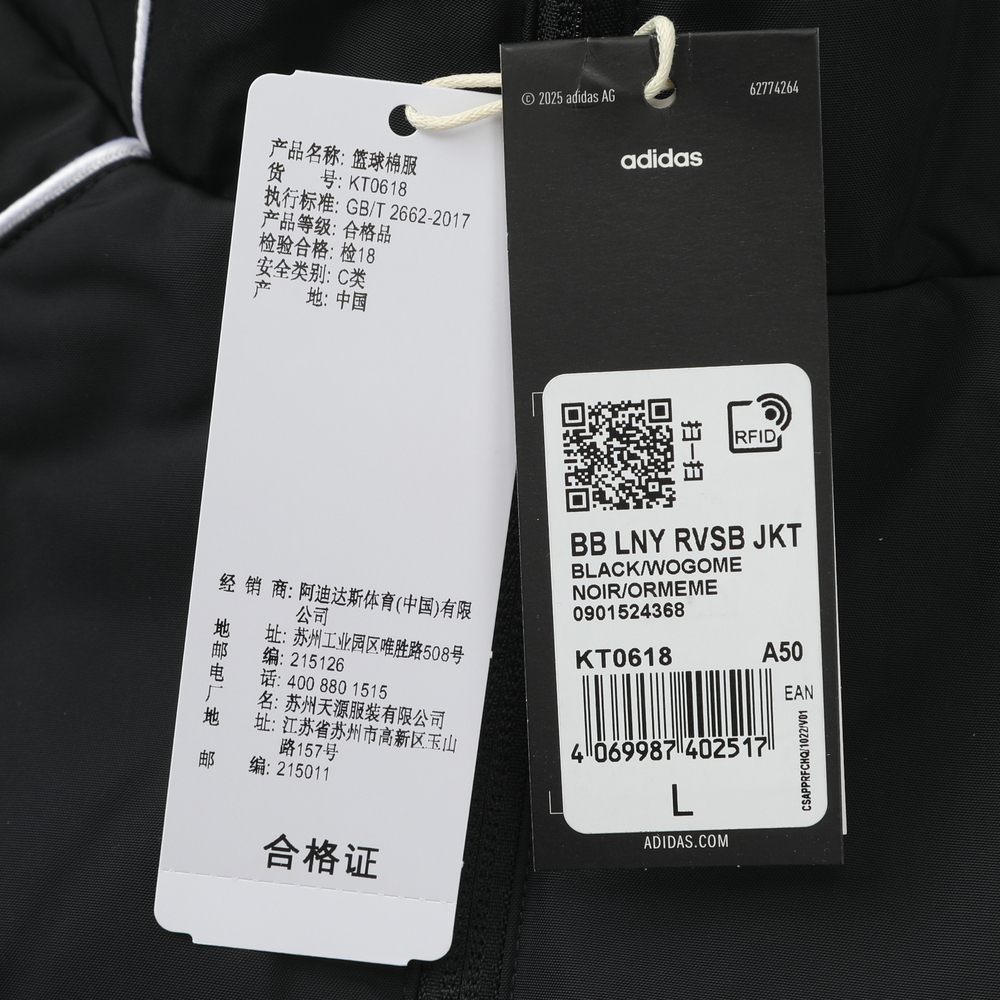 产品名称: 篮球棉服
货 号: KT0618
执行标准: GB/T 2662-2017
产品等级: 合格品
检验合格: 检18
安全类别: C类
产 地: 中国
经 销 商: 阿迪达斯体育(中国)有限
公司
地 址: 苏州工业园区唯胜路508号
邮 编: 215126
电 话: 400 880 1515
厂 名: 苏州天源服装有限公司
地 址: 江苏省苏州市高新区玉山
路157号
邮 编: 215011
合格证
© 2025 adidas AG
62774264
adidas
RFID
扫一扫
BB LNY RVSB JKT
BLACK/WOGOME
NOIR/ORMEME
0901524368
KT0618 A50
EAN
4 069987 402517
CSAPPRFCHQ/1022/V01
L
ADIDAS.COM